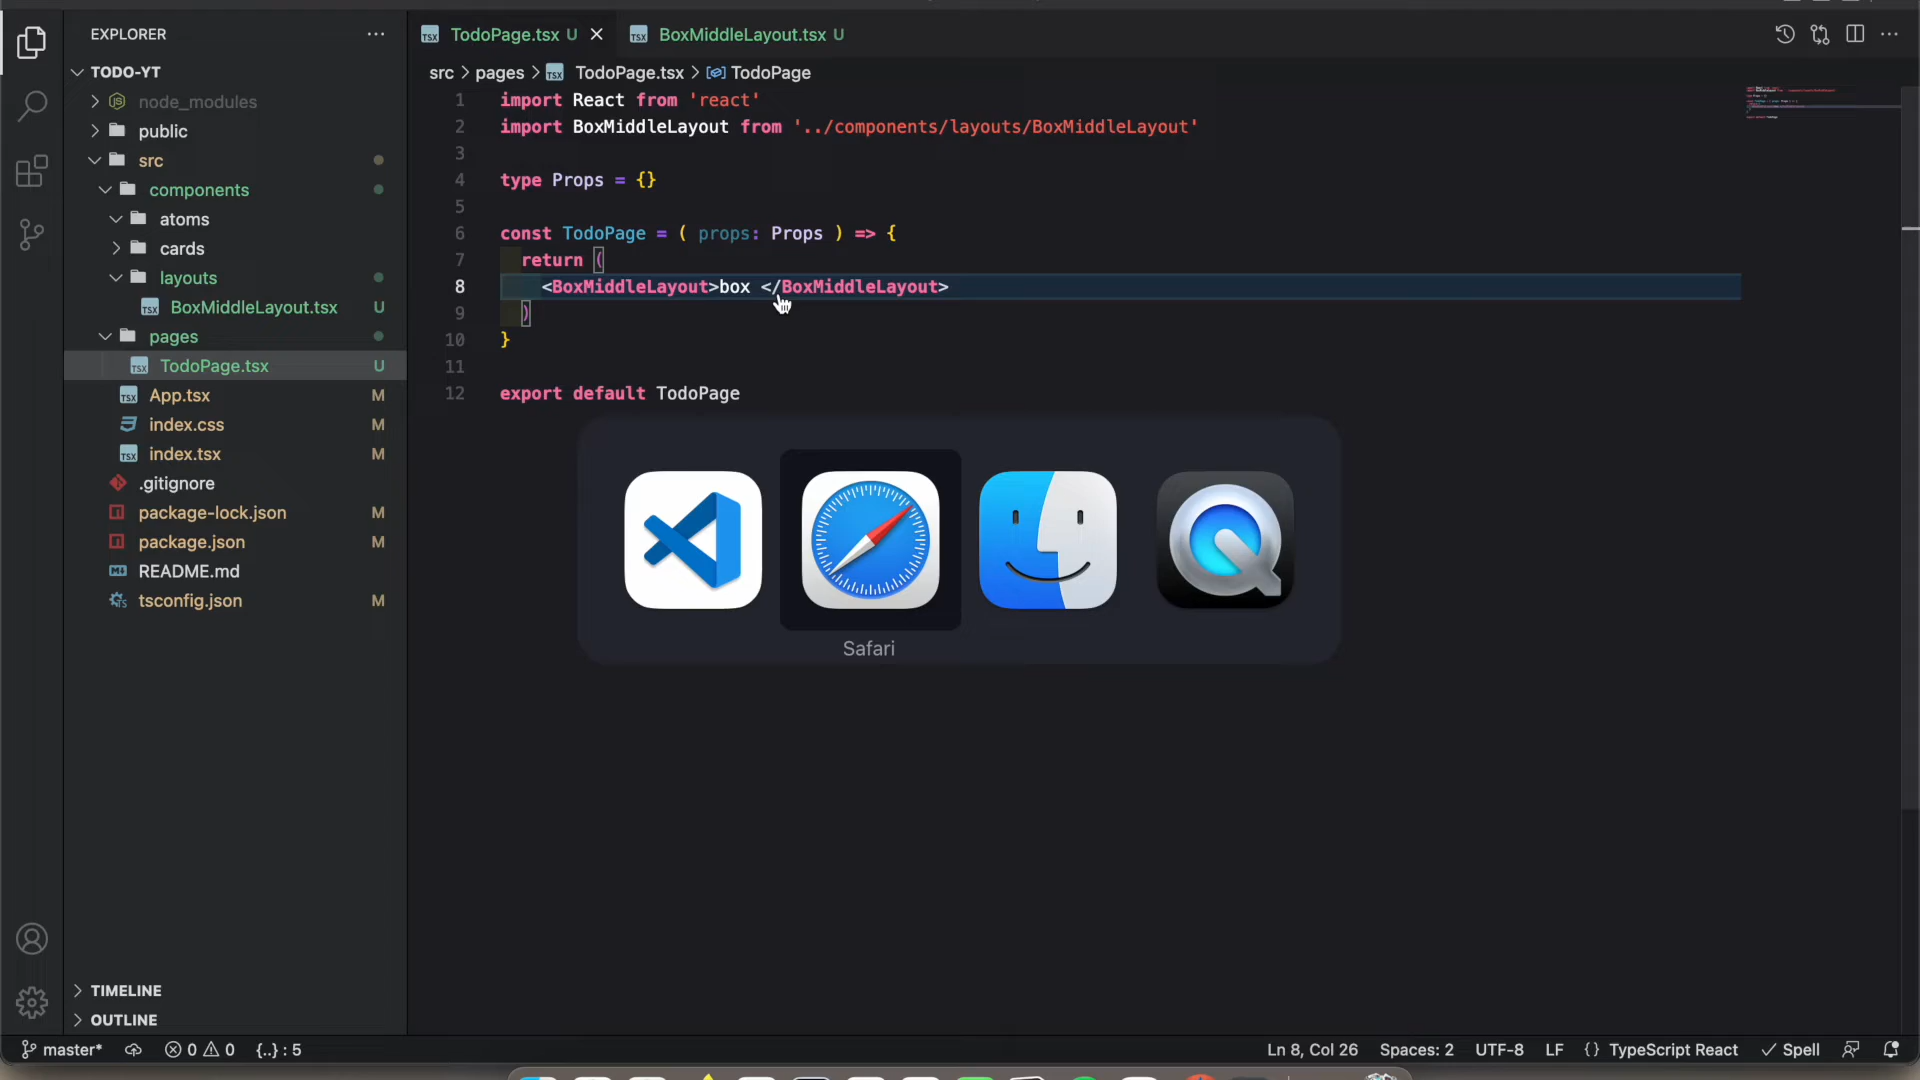 EXPLORER
TODO-YT
node_modules
public
src
components
atoms
cards
layouts
BoxMiddleLayout.tsx U
pages
TodoPage.tsx U
App.tsx M
index.css M
index.tsx M
.gitignore
package-lock.json M
package.json M
README.md
tsconfig.json M
TIMELINE
OUTLINE
TodoPage.tsx U
BoxMiddleLayout.tsx U
src > pages > TodoPage.tsx > TodoPage
1 import React from 'react'
2 import BoxMiddleLayout from '../components/layouts/BoxMiddleLayout'
3
4 type Props = {}
5
6 const TodoPage = ( props: Props ) => {
7 return (
8 <BoxMiddleLayout>box </BoxMiddleLayout>
9 )
10 }
11
12 export default TodoPage
Safari
master* 0 0 {..} : 5 Ln 8, Col 26 Spaces: 2 UTF-8 LF {} TypeScript React Spell